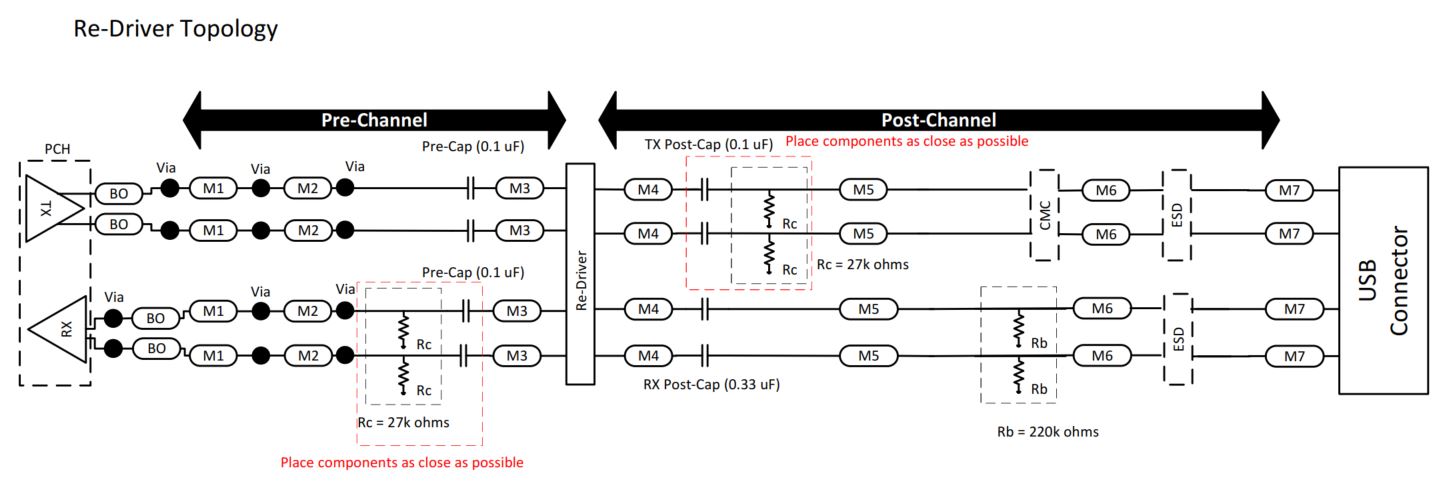 Re-Driver Topology
Pre-Channel
Post-Channel
Pre-Cap (0.1 uF)
TX Post-Cap (0.1 uF)
Place components as close as possible
PCH
Via
Via
Via
TX
BO
M1
M2
M3
M4
M5
CMC
M6
ESD
M7
BO
M1
M2
M3
M4
M5
M6
M7
Rc
Rc
Rc = 27k ohms
Re-Driver
USB
Connector
Pre-Cap (0.1 uF)
Via
Via
Via
RX
BO
M1
M2
M3
M4
M5
M6
ESD
M7
BO
M1
M2
M3
M4
M5
M6
M7
Rc
Rc
Rb
Rb
RX Post-Cap (0.33 uF)
Rc = 27k ohms
Rb = 220k ohms
Place components as close as possible